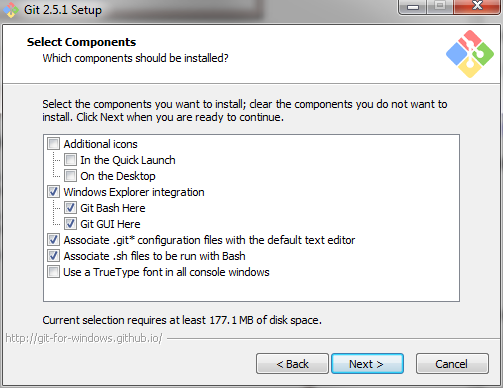 Git 2.5.1 Setup
Select Components
Which components should be installed?
Select the components you want to install; clear the components you do not want to
install. Click Next when you are ready to continue.
Additional icons
In the Quick Launch
On the Desktop
Windows Explorer integration
Git Bash Here
Git GUI Here
Associate .git* configuration files with the default text editor
Associate .sh files to be run with Bash
Use a TrueType font in all console windows
Current selection requires at least 177.1 MB of disk space.
http://git-for-windows.github.io/
< Back
Next >
Cancel